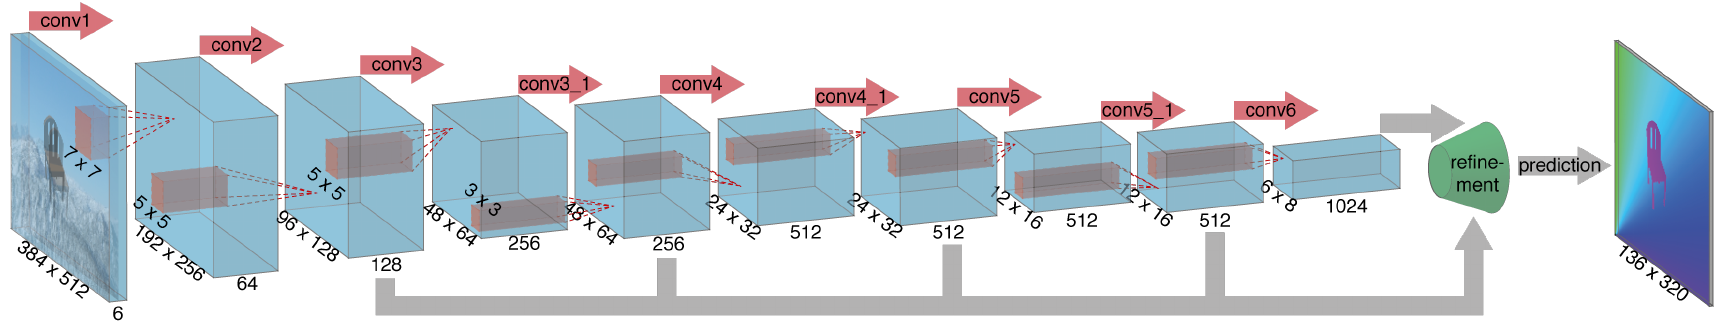 conv1
conv2
conv3
conv3_1
conv4
conv4_1
conv5
conv5_1
conv6
7 x 7
5 x 5
5 x 5
3 x 3
384 x 512
6
192 x 256
64
96 x 128
128
48 x 64
256
48 x 64
256
24 x 32
512
24 x 32
512
12 x 16
512
2 x 16
512
6 x 8
1024
refine-
ment
prediction
136 x 320